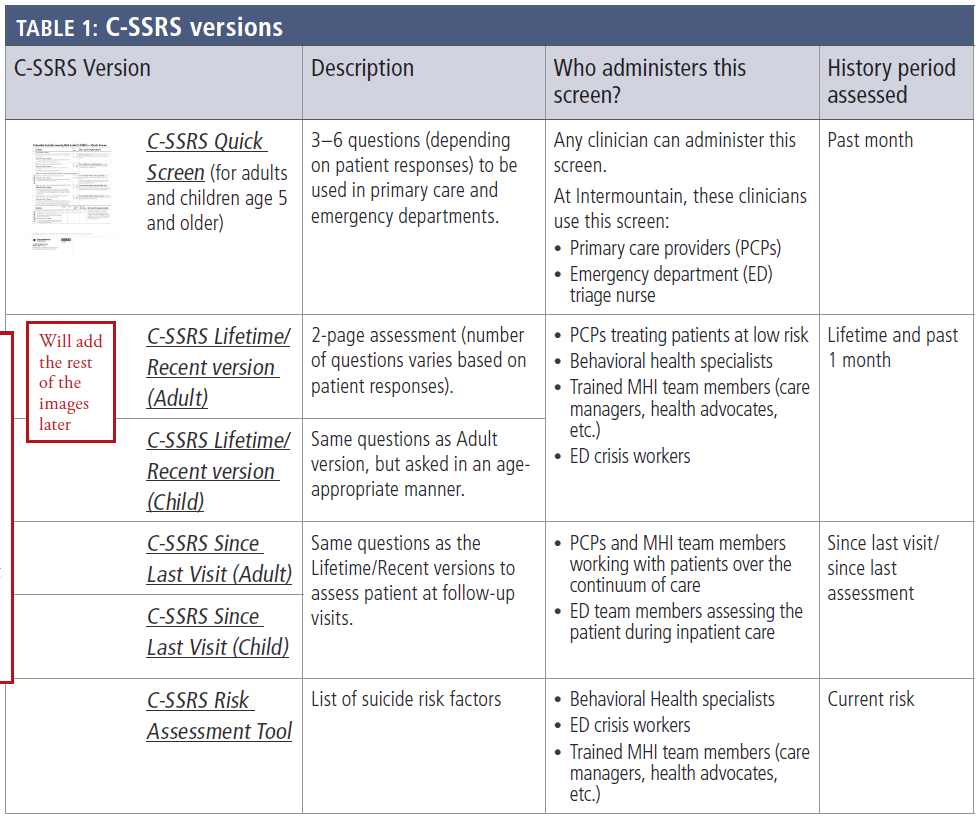 TABLE 1: C-SSRS versions
C-SSRS Version
Description
Who administers this
screen?
History period
assessed
C-SSRS Quick
Screen (for adults
and children age 5
and older)
3–6 questions (depending
on patient responses) to be
used in primary care and
emergency departments.
Any clinician can administer this
screen.
At Intermountain, these clinicians
use this screen:
• Primary care providers (PCPs)
• Emergency department (ED)
triage nurse
Past month
Will add
the rest
of the
images
later
C-SSRS Lifetime/
Recent version
(Adult)
2-page assessment (number
of questions varies based on
patient responses).
• PCPs treating patients at low risk
• Behavioral health specialists
• Trained MHI team members (care
managers, health advocates,
etc.)
• ED crisis workers
Lifetime and past
1 month
C-SSRS Lifetime/
Recent version
(Child)
Same questions as Adult
version, but asked in an age-
appropriate manner.
C-SSRS Since
Last Visit (Adult)
Same questions as the
Lifetime/Recent versions to
assess patient at follow-up
visits.
• PCPs and MHI team members
working with patients over the
continuum of care
• ED team members assessing the
patient during inpatient care
Since last visit/
since last
assessment
C-SSRS Since
Last Visit (Child)
C-SSRS Risk
Assessment Tool
List of suicide risk factors
• Behavioral Health specialists
• ED crisis workers
• Trained MHI team members (care
managers, health advocates,
etc.)
Current risk